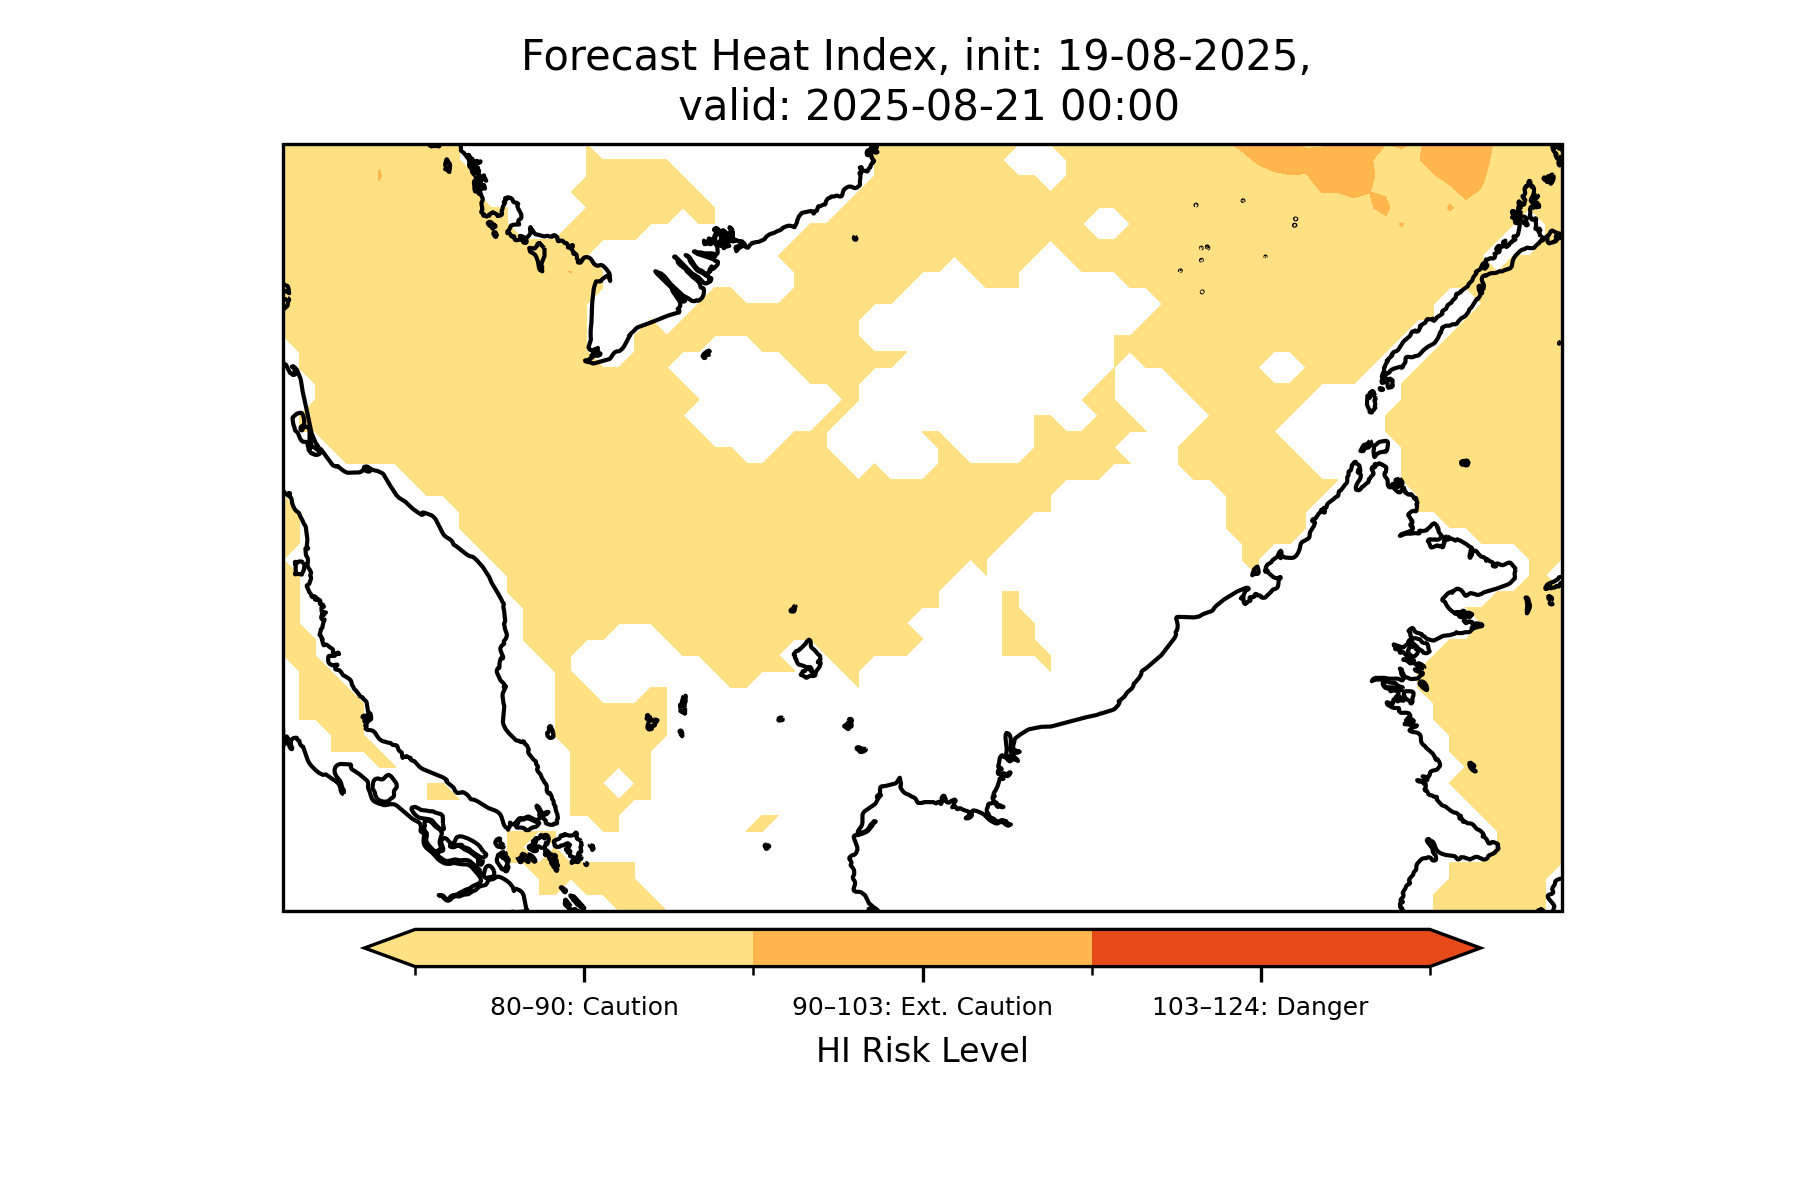 Forecast Heat Index, init: 19-08-2025,
valid: 2025-08-21 00:00
80–90: Caution
90–103: Ext. Caution
103–124: Danger
HI Risk Level